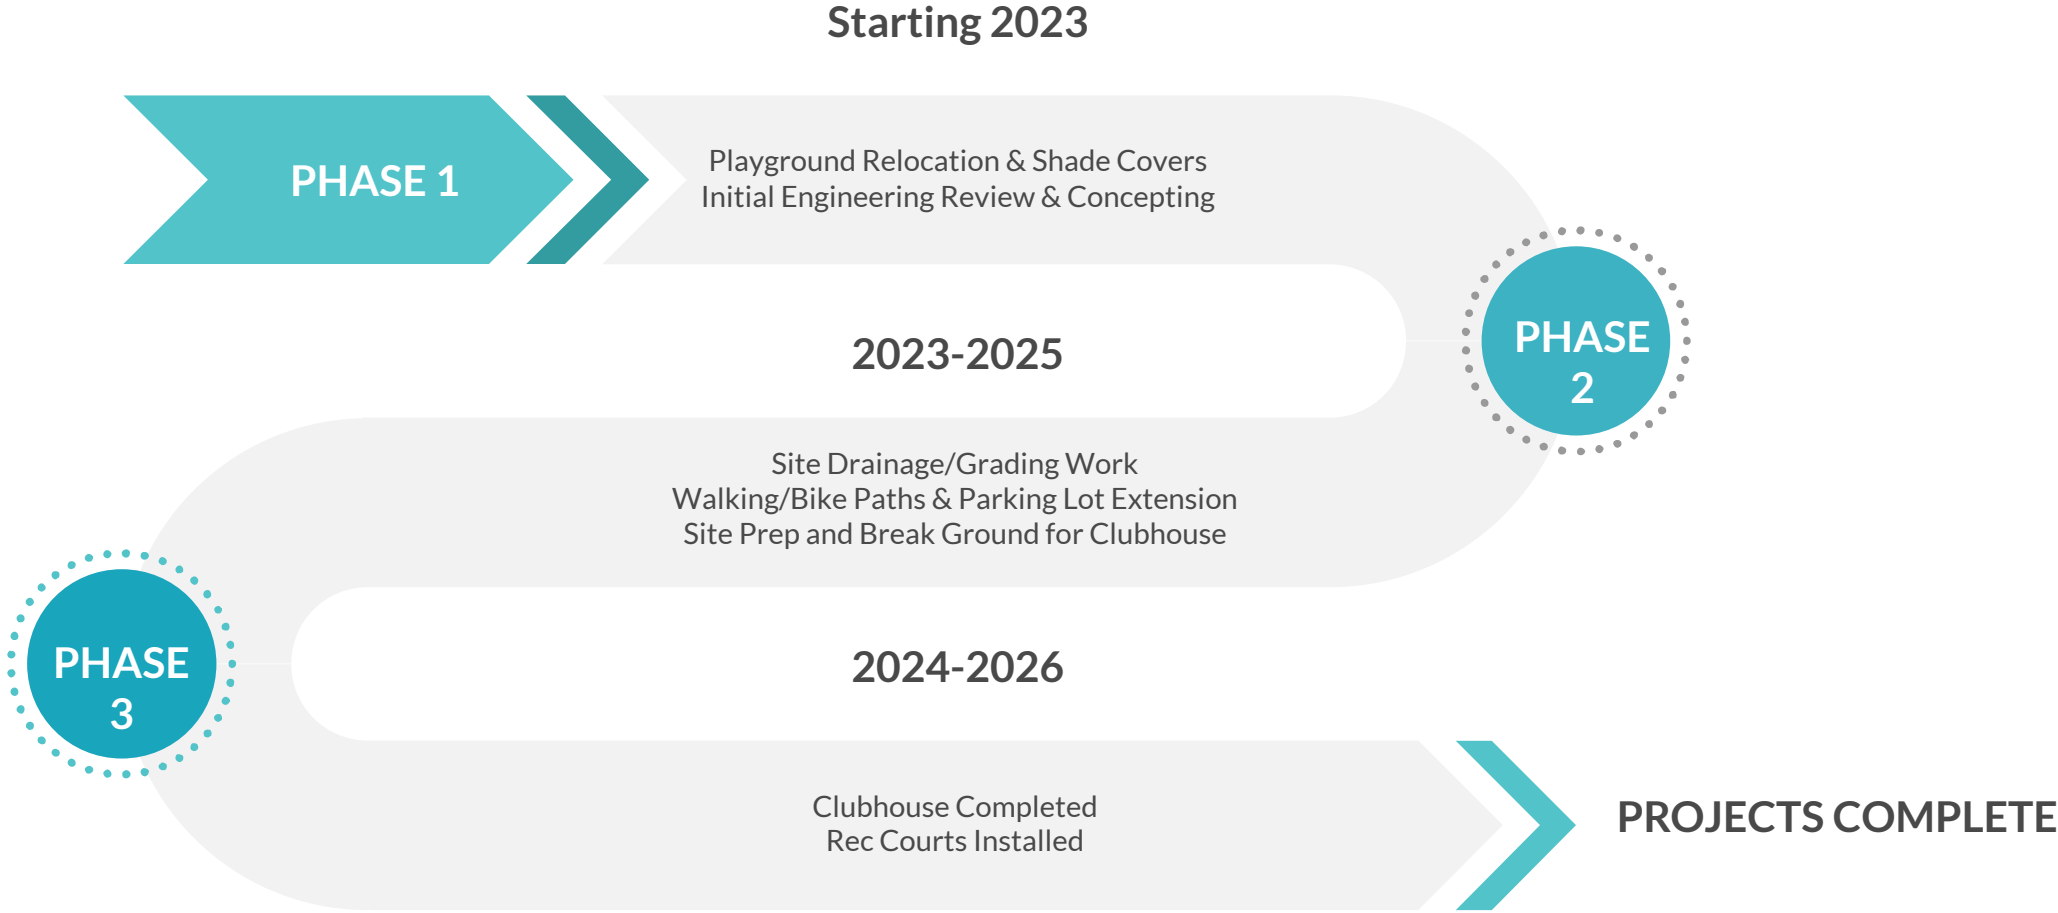 Starting 2023
PHASE 1
Playground Relocation & Shade Covers
Initial Engineering Review & Concepting
PHASE
2
2023-2025
Site Drainage/Grading Work
Walking/Bike Paths & Parking Lot Extension
Site Prep and Break Ground for Clubhouse
PHASE
3
2024-2026
Clubhouse Completed
Rec Courts Installed
PROJECTS COMPLETE